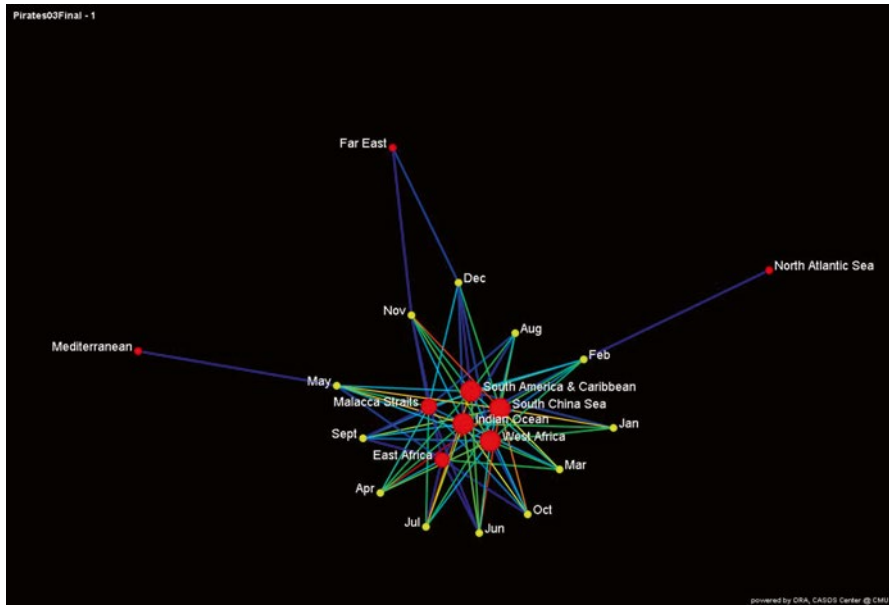 Pirates03Final - 1
Far East
North Atlantic Sea
Dec
Nov
Aug
Mediterranean
Feb
May
South America & Caribbean
Malacca Straits
South China Sea
Indian Ocean
Jan
Sept
West Africa
East Africa
Mar
Apr
Oct
Jul
Jun
powered by ORA, CASOS Center @ CMU